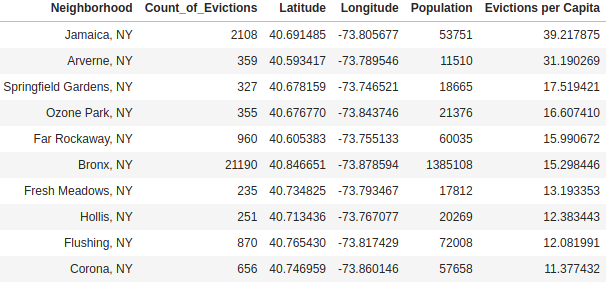 Neighborhood Count_of_Evictions Latitude Longitude Population Evictions per Capita
Jamaica, NY 2108 40.691485 -73.805677 53751 39.217875
Arverne, NY 359 40.593417 -73.789546 11510 31.190269
Springfield Gardens, NY 327 40.678159 -73.746521 18665 17.519421
Ozone Park, NY 355 40.676770 -73.843746 21376 16.607410
Far Rockaway, NY 960 40.605383 -73.755133 60035 15.990672
Bronx, NY 21190 40.846651 -73.878594 1385108 15.298446
Fresh Meadows, NY 235 40.734825 -73.793467 17812 13.193353
Hollis, NY 251 40.713436 -73.767077 20269 12.383443
Flushing, NY 870 40.765430 -73.817429 72008 12.081991
Corona, NY 656 40.746959 -73.860146 57658 11.377432